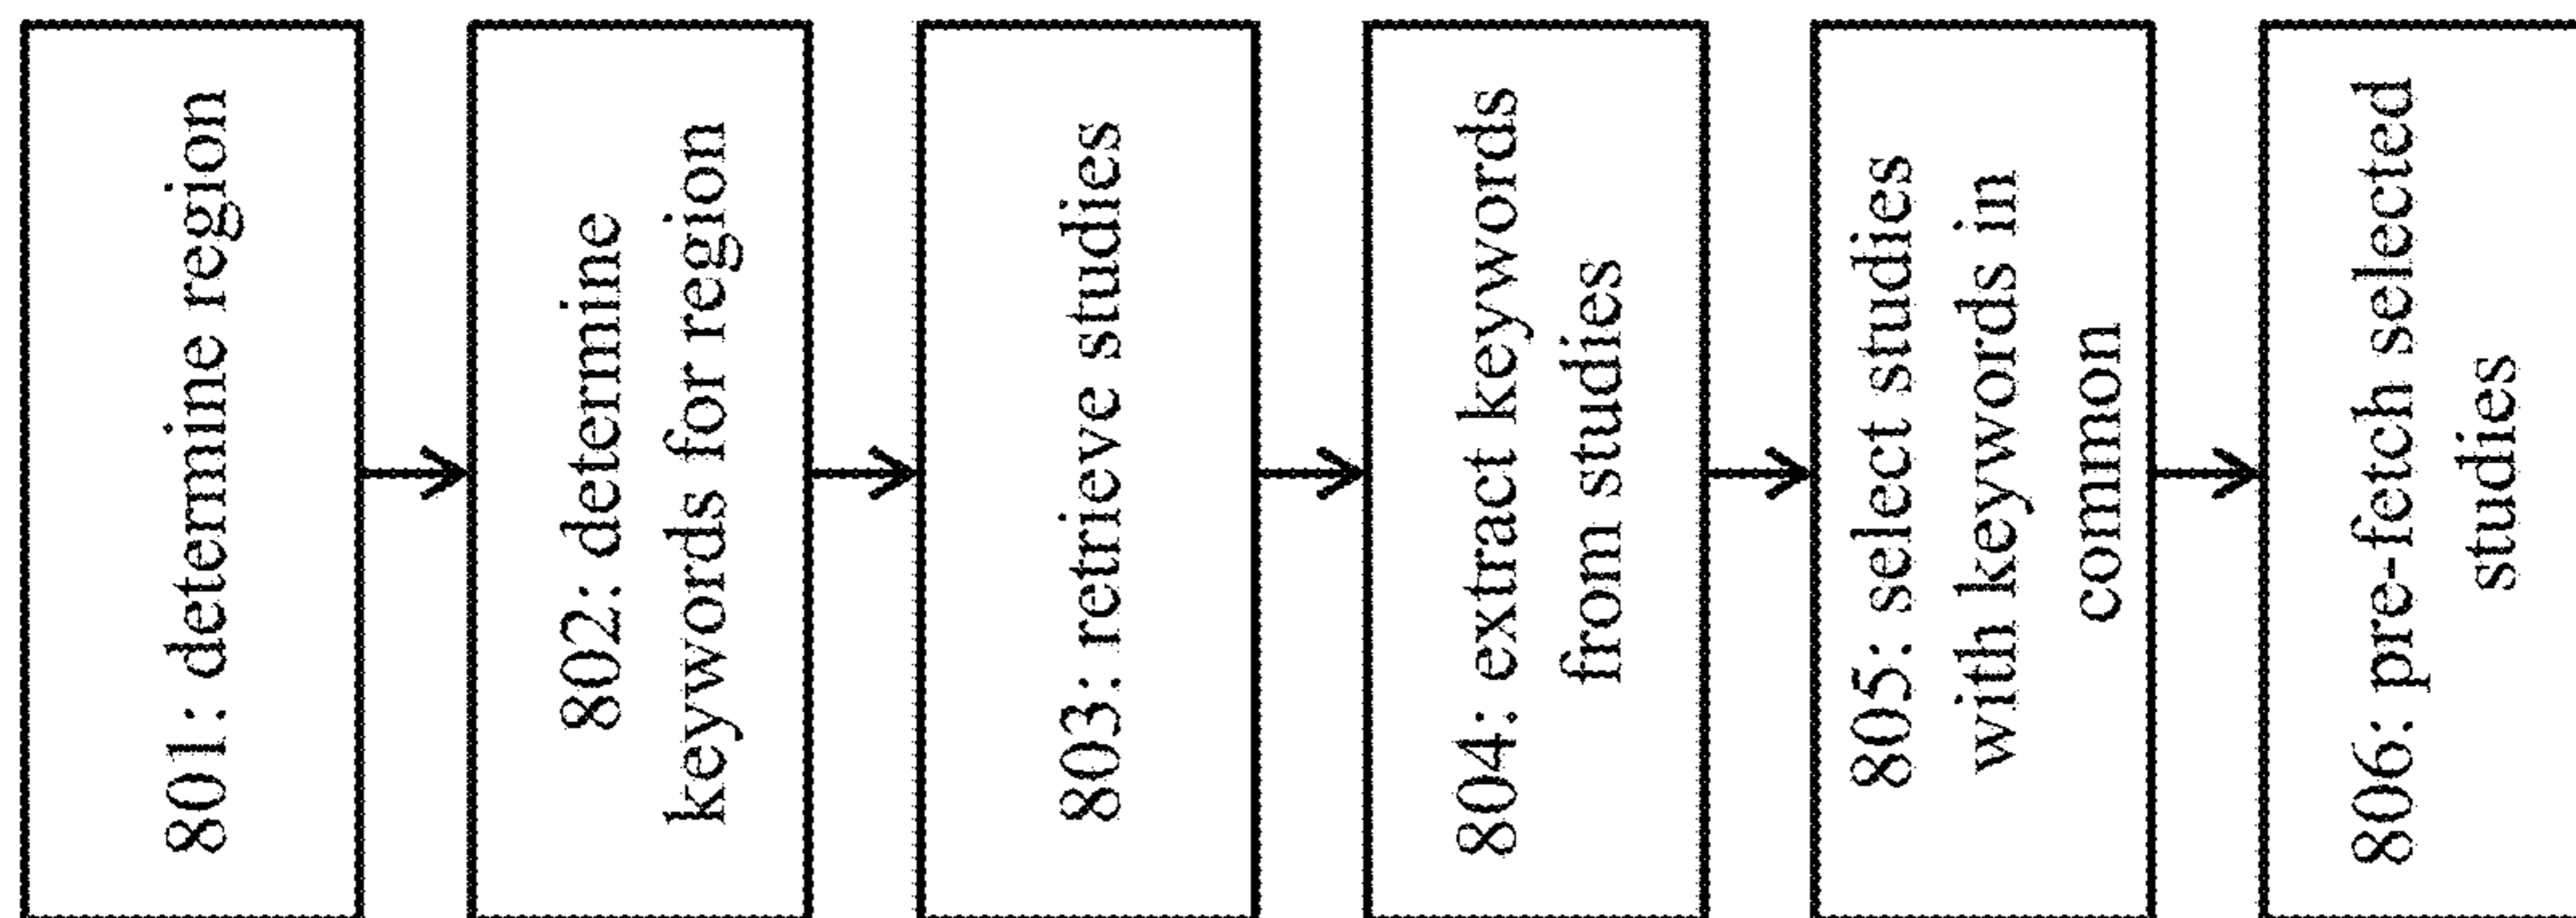 801: determine region
802: determine
keywords for region
803: retrieve studies
804: extract keywords
from studies
805: select studies
with keywords in
common
806: pre-fetch selected
studies